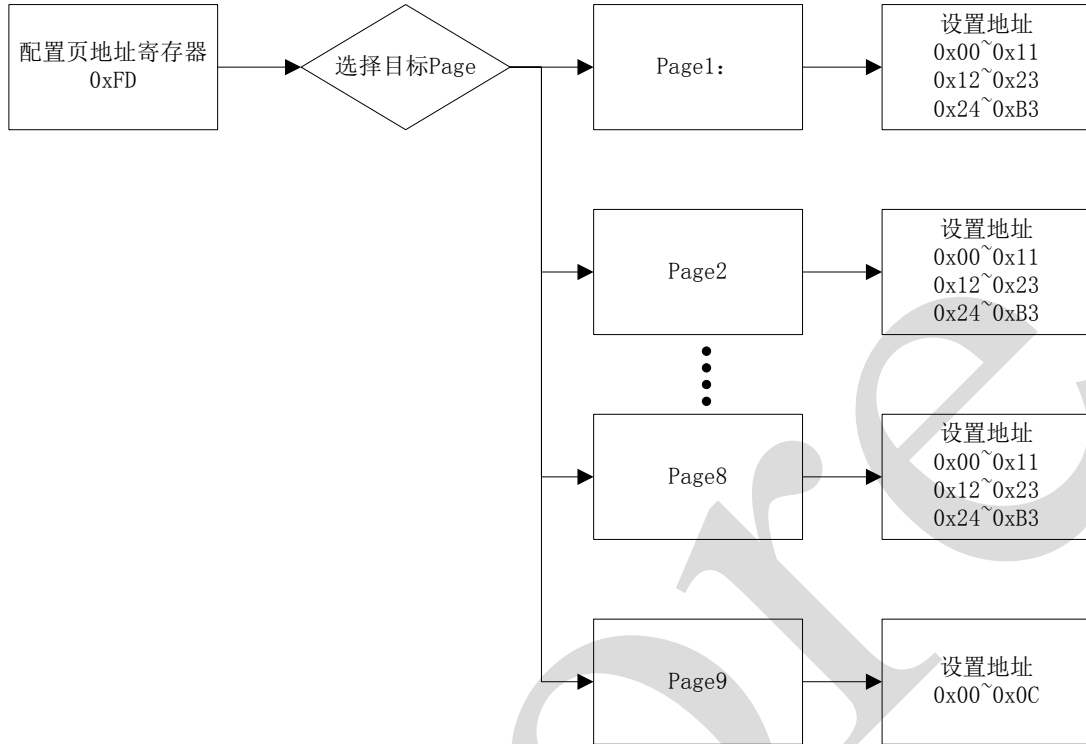 配置页地址寄存器
0xFD
选择目标Page
Page1：
设置地址
0x00~0x11
0x12~0x23
0x24~0xB3
Page2
设置地址
0x00~0x11
0x12~0x23
0x24~0xB3
Page8
设置地址
0x00~0x11
0x12~0x23
0x24~0xB3
Page9
设置地址
0x00~0x0C
ore